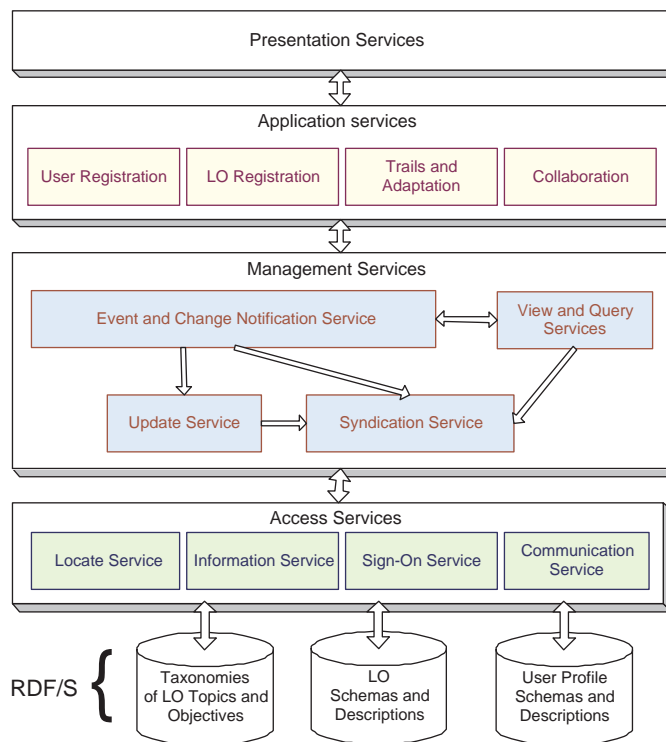 Presentation Services
Application services
User Registration
LO Registration
Trails and
Adaptation
Collaboration
Management Services
Event and Change Notification Service
View and Query
Services
Update Service
Syndication Service
Access Services
Locate Service
Information Service
Sign-On Service
Communication
Service
RDF/S {
Taxonomies
of LO Topics and
Objectives
LO
Schemas and
Descriptions
User Profile
Schemas and
Descriptions